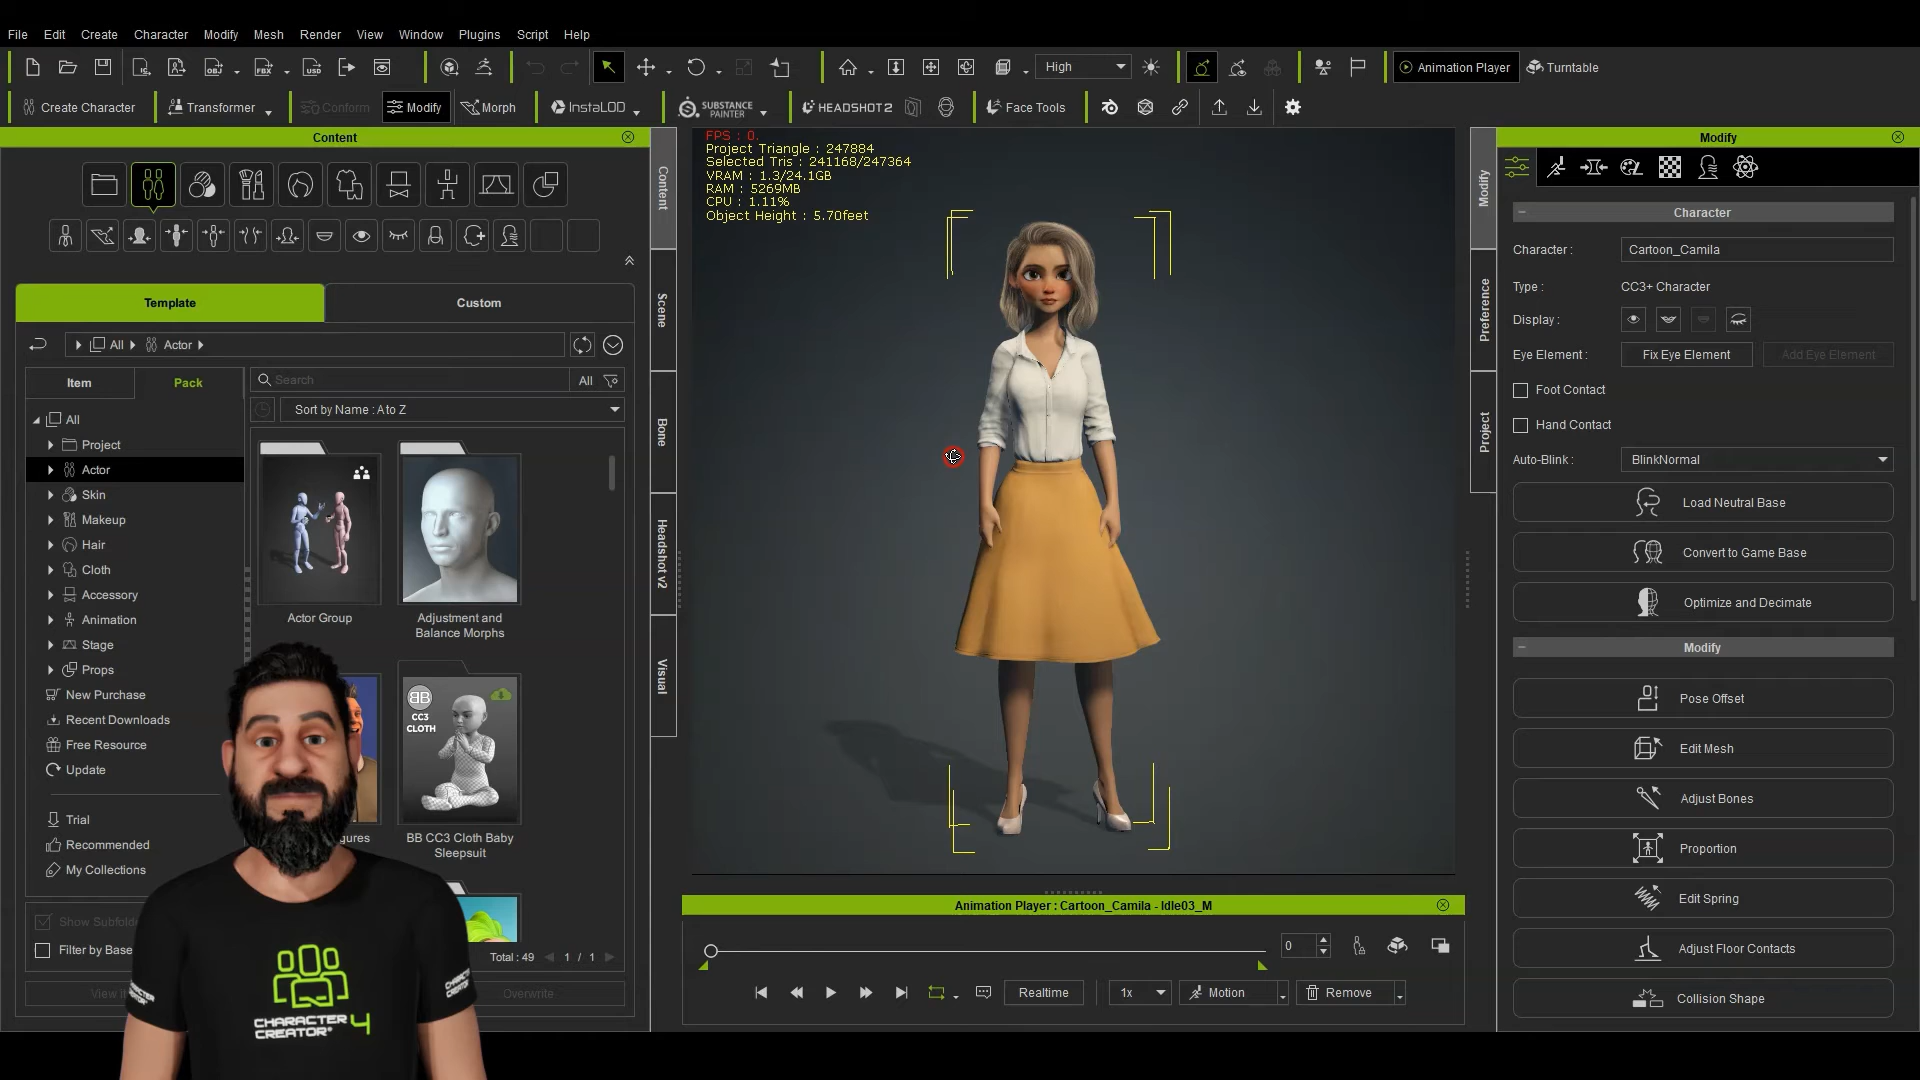 File Edit Create Character Modify Mesh Render View Window Plugins Script Help
High
Animation Player
Turntable
Create Character
Transformer
Conform
Modify
Morph
InstaLOD
SUBSTANCE
PAINTER
HEADSHOT 2
Face Tools
Content
Template
Custom
All
Actor
Item
Pack
Search
All
Sort by Name : A to Z
All
Project
Actor
Skin
Makeup
Hair
Cloth
Accessory
Animation
Stage
Props
New Purchase
Recent Downloads
Free Resource
Update
Trial
Recommended
My Collections
Show Subfold
Filter by Base
Actor Group
Adjustment and
Balance Morphs
gures
BB
CC3
CLOTH
BB CC3 Cloth Baby
Sleepsuit
Total : 49
1 / 1
Overwrite
CHARACTER
CREATOR 4
Content
Scene
Bone
Headshot v2
Visual
FPS : 0.
Project Triangle : 247884
Selected Tris : 241168/247364
VRAM : 1.3/24.1GB
RAM : 5269MB
CPU : 1.11%
Object Height : 5.70feet
Animation Player : Cartoon_Camila - Idle03_M
0
Realtime
1x
Motion
Remove
Modify
Preference
Project
Modify
Character
Character :
Cartoon_Camila
Type :
CC3+ Character
Display :
Eye Element :
Fix Eye Element
Add Eye Element
Foot Contact
Hand Contact
Auto-Blink :
BlinkNormal
Load Neutral Base
Convert to Game Base
Optimize and Decimate
Modify
Pose Offset
Edit Mesh
Adjust Bones
Proportion
Edit Spring
Adjust Floor Contacts
Collision Shape